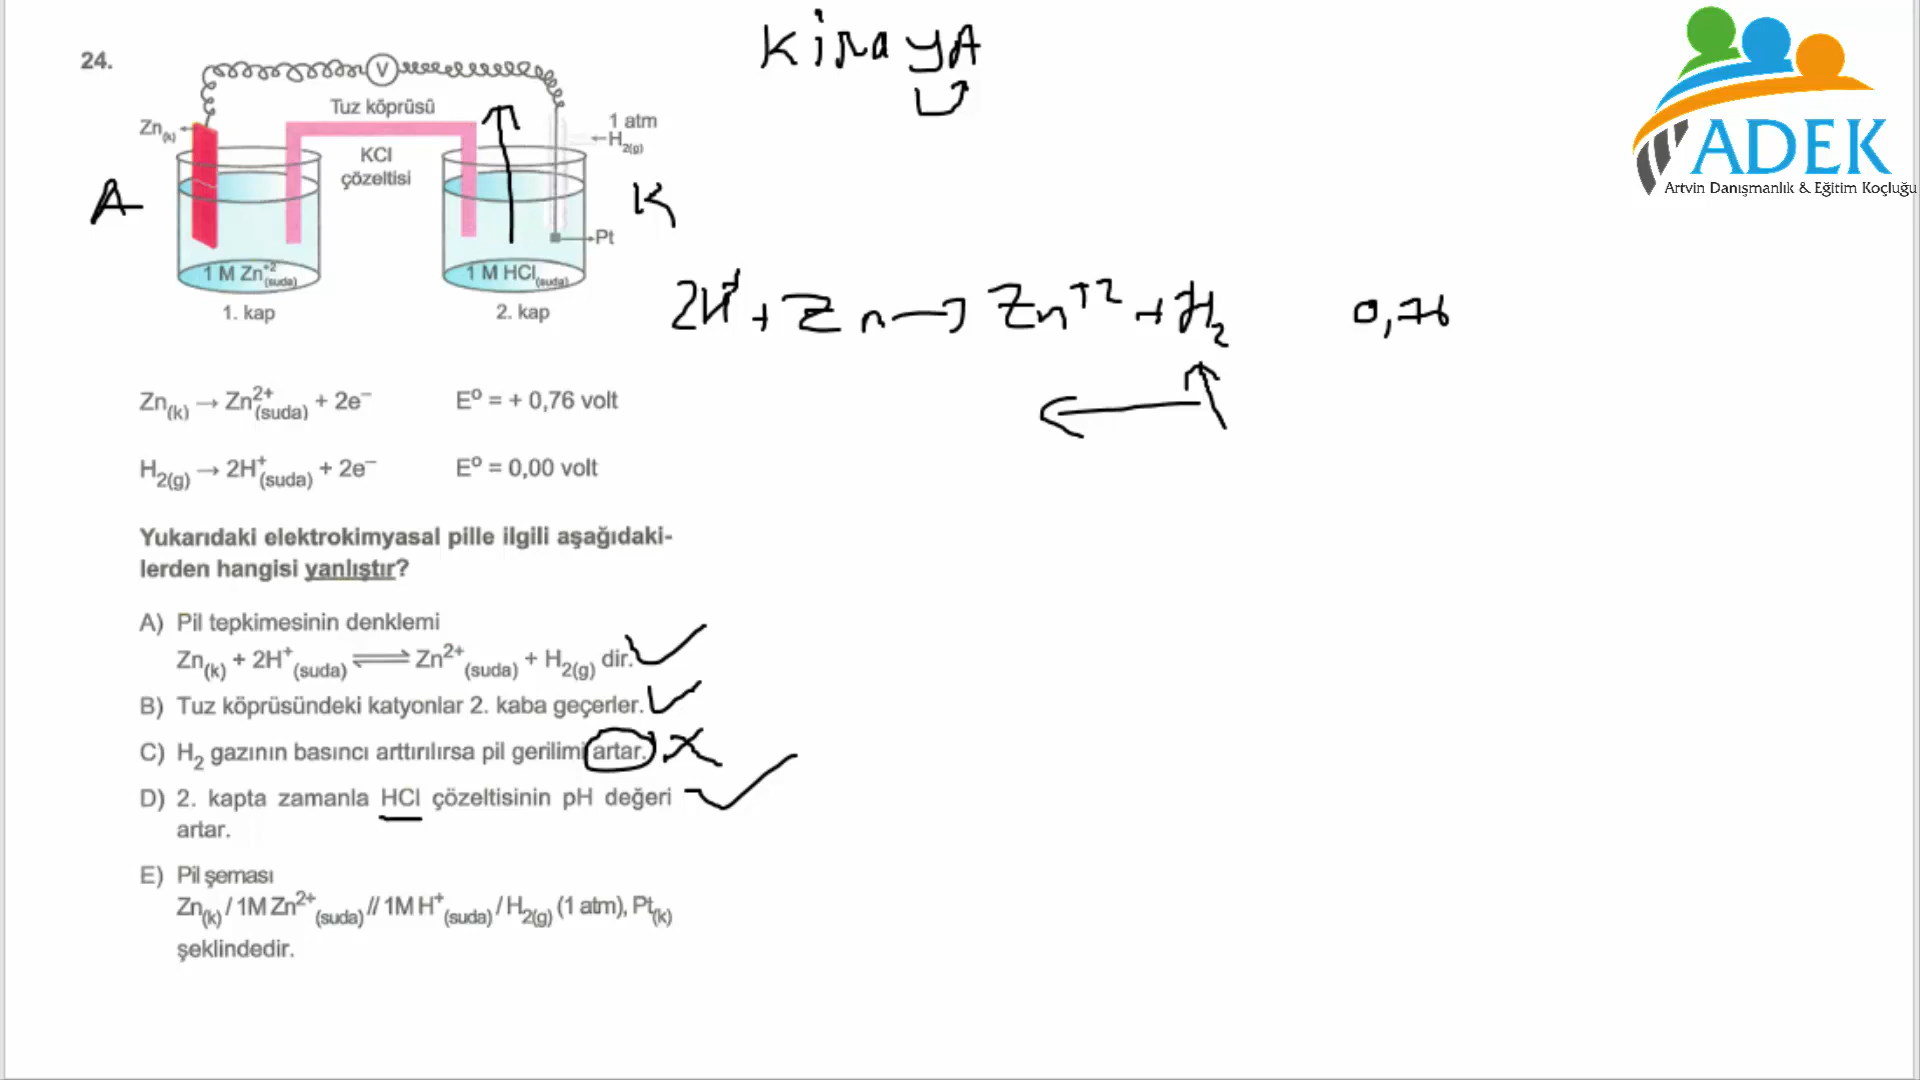 KİRAYA
ADEK
Artvin Danışmanlık & Eğitim Koçluğu
24.
V
Tuz köprüsü
Zn(k)
1 atm
H2(g)
KCl
çözeltisi
A
K
Pt
1 M Zn+2(suda)
1 M HCl(suda)
1. kap
2. kap
2H+ + Zn → Zn+2 + H2 0,76
Zn(k) → Zn2+(suda) + 2e– Eº = + 0,76 volt
H2(g) → 2H+(suda) + 2e– Eº = 0,00 volt
Yukarıdaki elektrokimyasal pille ilgili aşağıdaki-
lerden hangisi yanlıştır?
A) Pil tepkimesinin denklemi
Zn(k) + 2H+(suda) ⇌ Zn2+(suda) + H2(g) dir.
B) Tuz köprüsündeki katyonlar 2. kaba geçerler.
C) H2 gazının basıncı arttırılırsa pil gerilimi artar.
D) 2. kapta zamanla HCl çözeltisinin pH değeri
artar.
E) Pil şeması
Zn(k) / 1M Zn2+(suda) // 1M H+(suda) / H2(g) (1 atm), Pt(k)
şeklindedir.